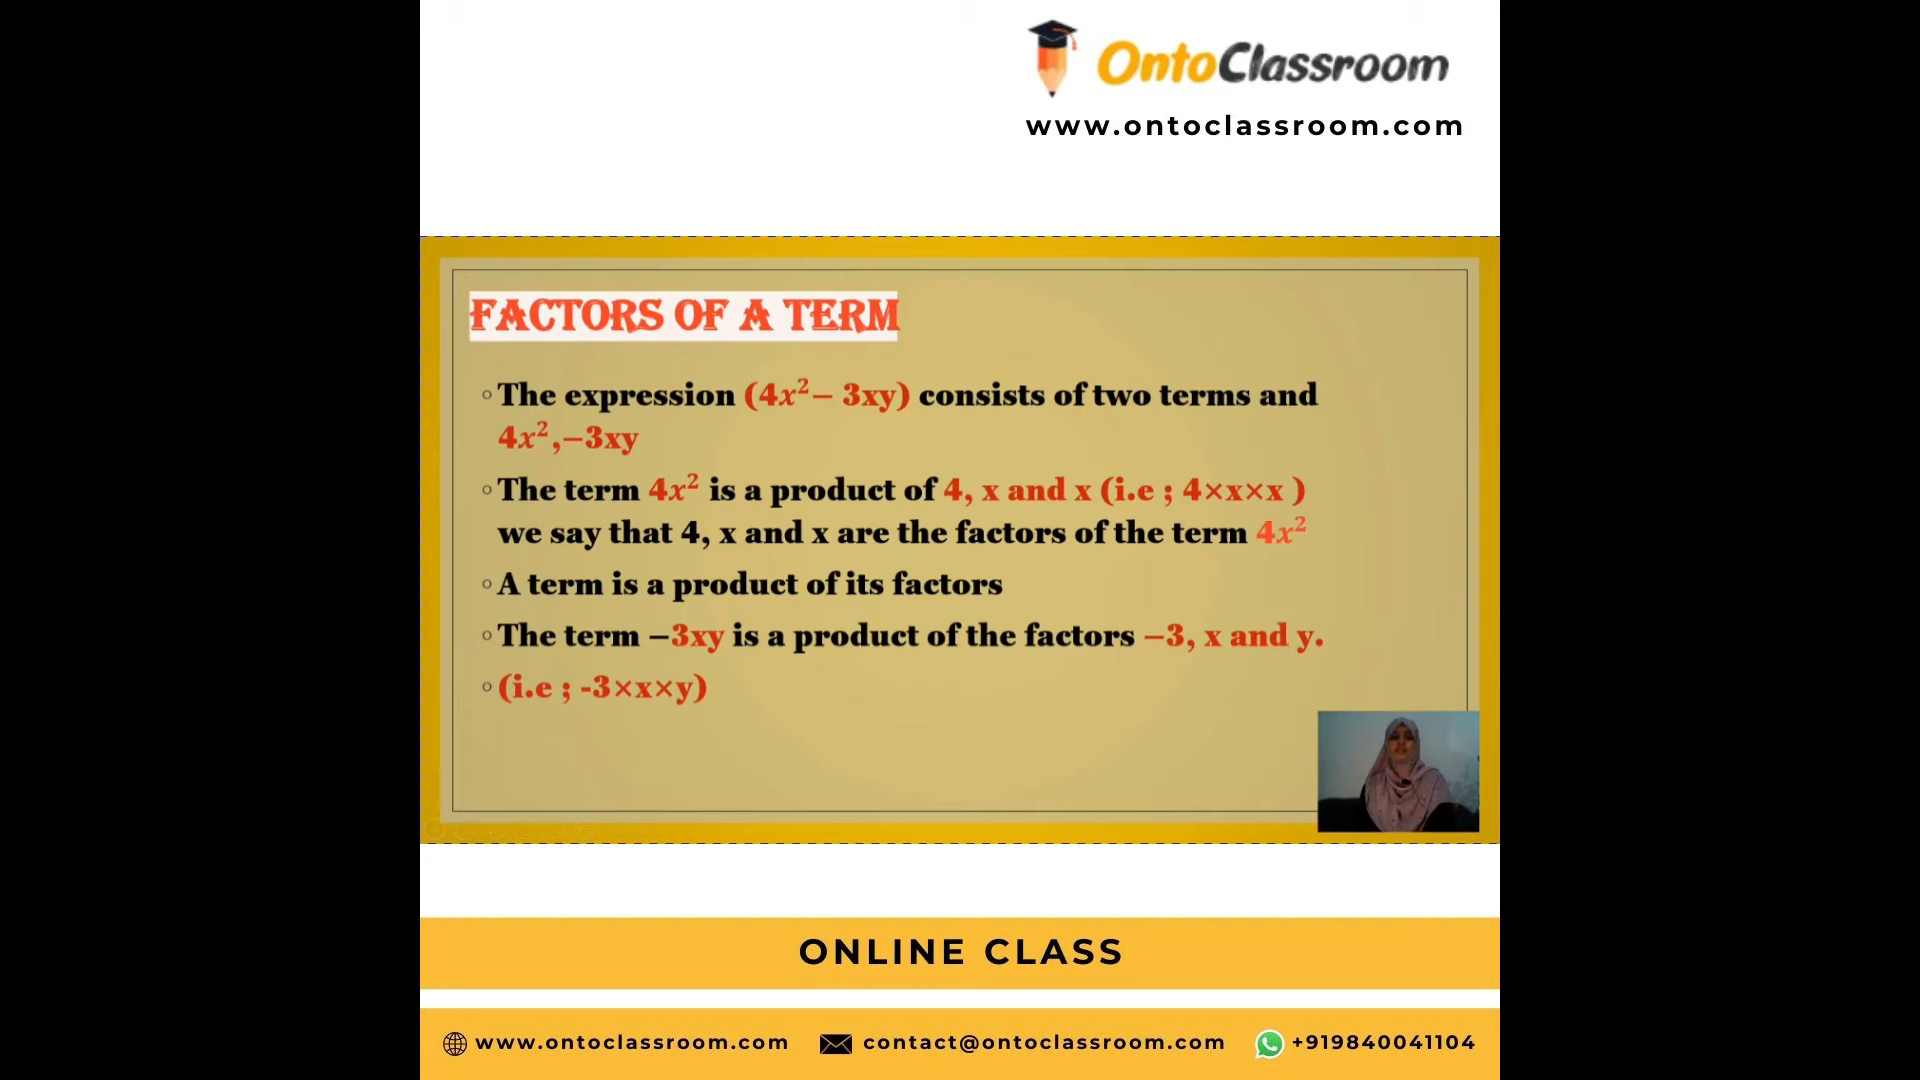 OntoClassroom
www.ontoclassroom.com
FACTORS OF A TERM
◦ The expression (4x²– 3xy) consists of two terms and
4x²,–3xy
◦ The term 4x² is a product of 4, x and x (i.e ; 4×x×x )
we say that 4, x and x are the factors of the term 4x²
◦ A term is a product of its factors
◦ The term –3xy is a product of the factors –3, x and y.
◦ (i.e ; -3×x×y)
ONLINE CLASS
www.ontoclassroom.com contact@ontoclassroom.com +919840041104